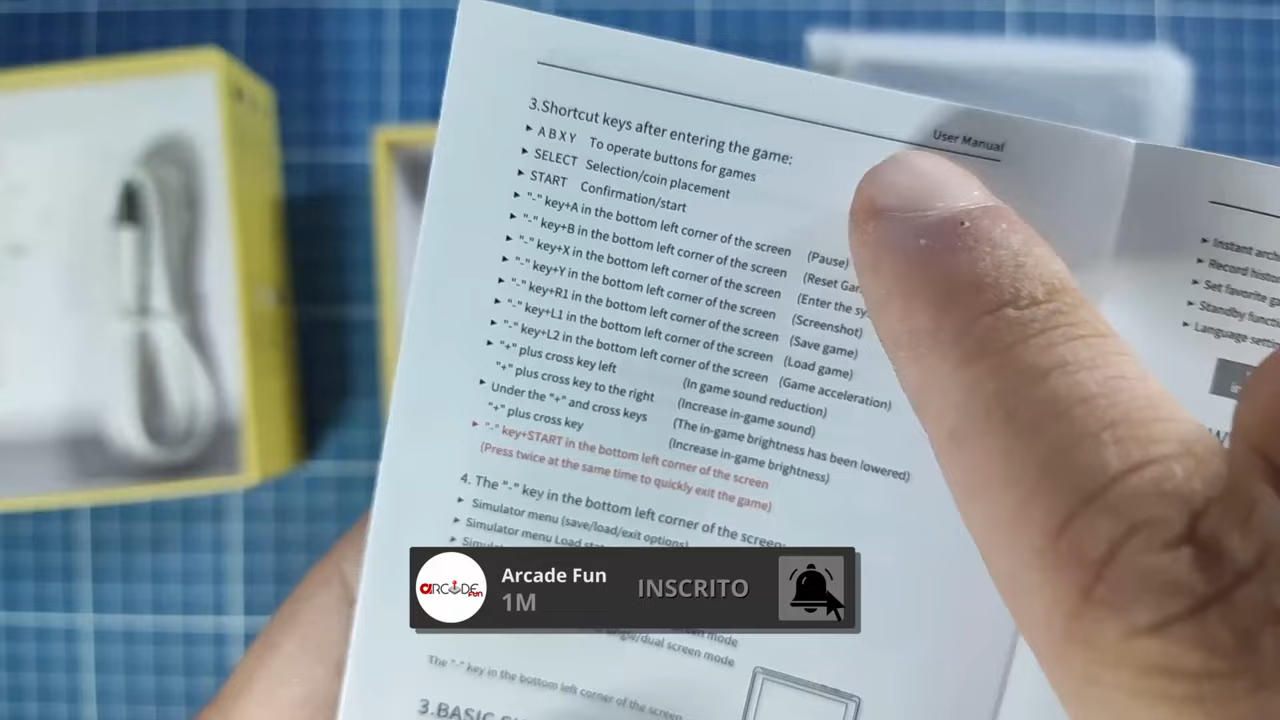 User Manual
3.Shortcut keys after entering the game:
▸ A B X Y To operate buttons for games
▸ SELECT Selection/coin placement
▸ START Confirmation/start
▸ "-" key+A in the bottom left corner of the screen (Pause)
▸ "-" key+B in the bottom left corner of the screen (Reset
▸ "-" key+X in the bottom left corner of the screen (Enter the
▸ "-" key+Y in the bottom left corner of the screen (Screenshot)
▸ "-" key+R1 in the bottom left corner of the screen (Save game)
▸ "-" key+L1 in the bottom left corner of the screen (Load game)
▸ "-" key+L2 in the bottom left corner of the screen (Game acceleration)
▸ "+" plus cross key left (In game sound reduction)
"+" plus cross key to the right (Increase in-game sound)
▸ Under the "+" and cross keys (The in-game brightness has been lowered)
"+" plus cross key (Increase in-game brightness)
▸ "-" key+START in the bottom left corner of the screen
(Press twice at the same time to quickly exit the game)
4. The "-" key in the bottom left corner of the screen:
▸ Simulator menu (save/load/exit options)
▸ Simulator menu Load
screen mode
/dual screen mode
The "-" key in the bottom left corner of the screen
3.BASIC
▸ Instant
▸ Record
▸ Set favorite
▸ Standby
▸ Language
ARCADE Fun
Arcade Fun
1M
INSCRITO